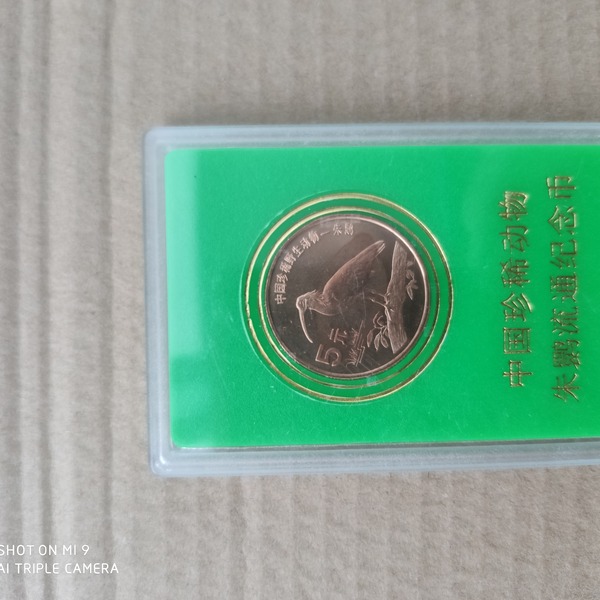 中国珍稀动物
朱鹮流通纪念币
中国珍稀野生动物—朱鹮
5元
SHOT ON MI 9
AI TRIPLE CAMERA